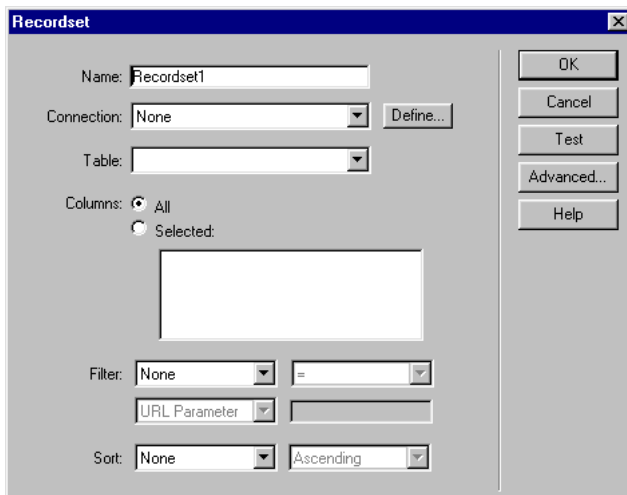 Recordset
Name: Recordset1
Connection: None Define...
Table:
Columns: All
Selected:
Filter: None =
URL Parameter
Sort: None Ascending
OK
Cancel
Test
Advanced...
Help